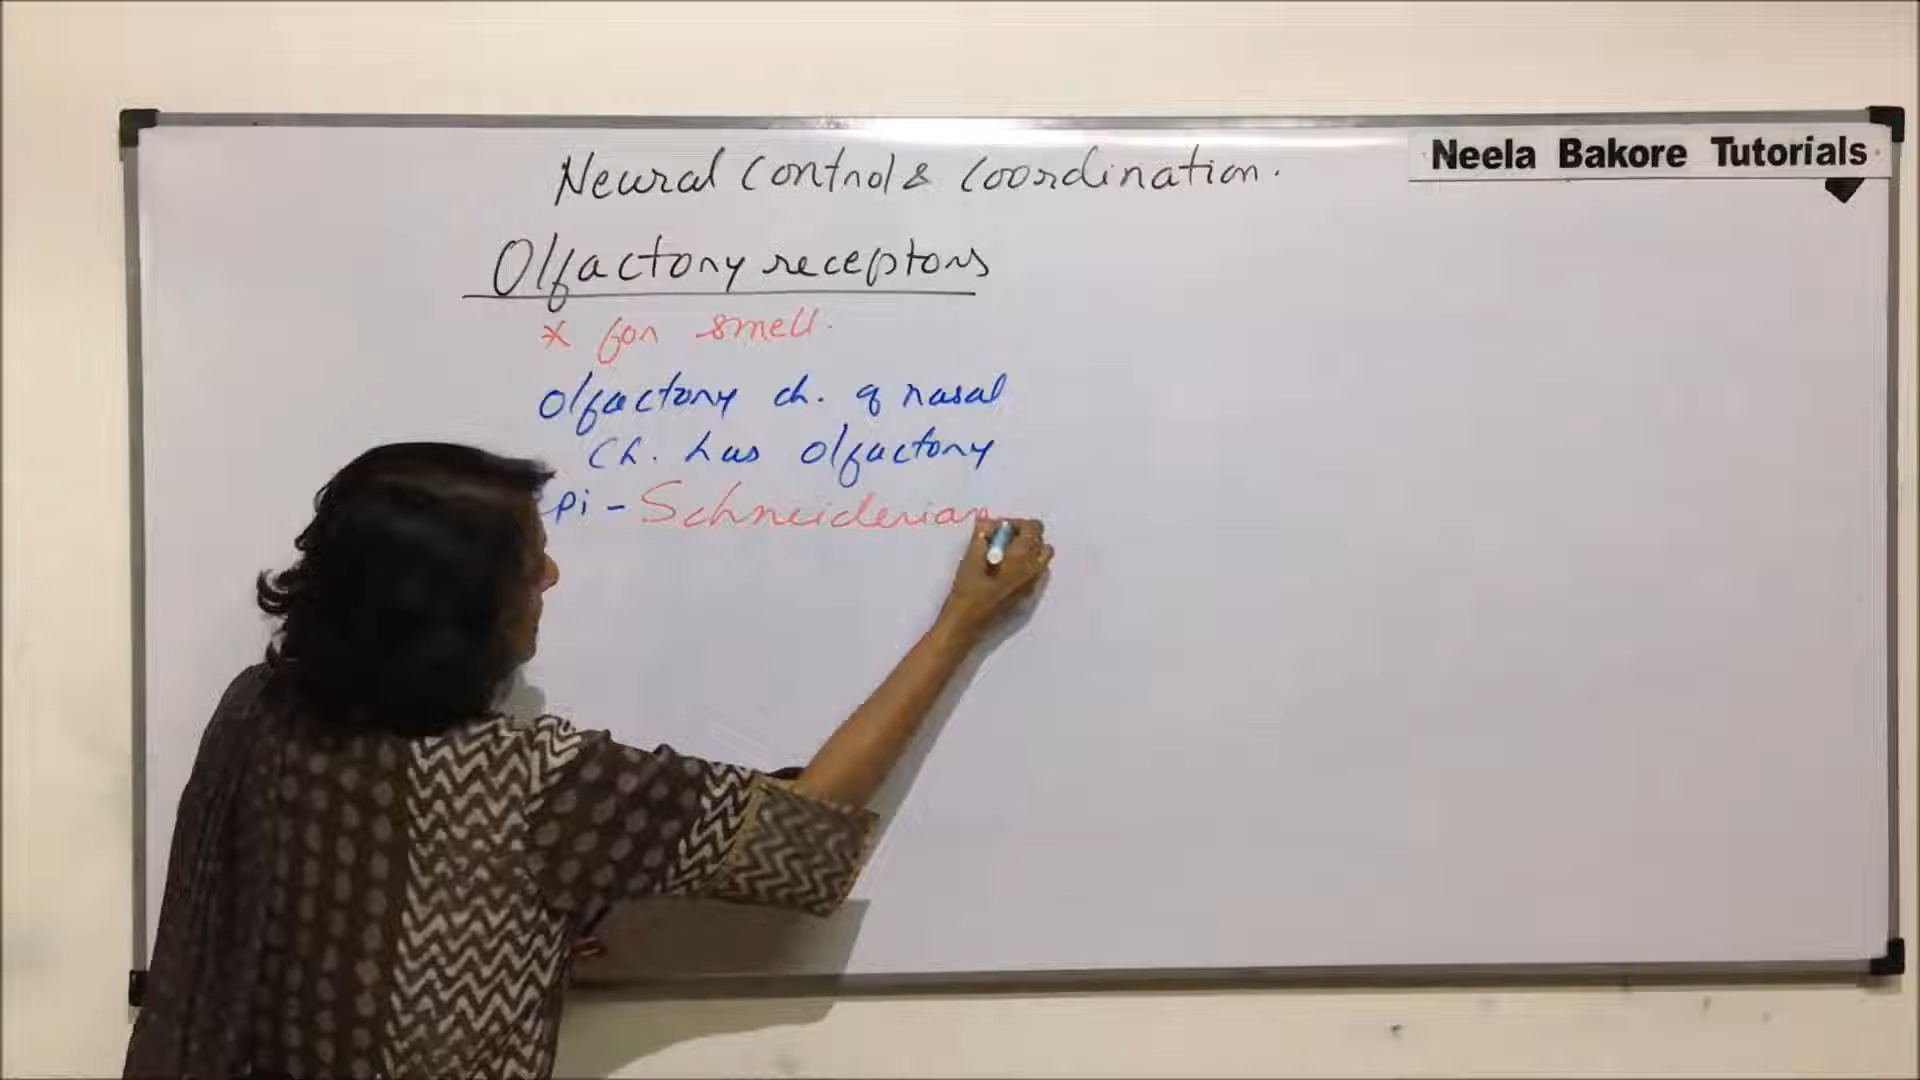 Neural Control & Coordination.
Neela Bakore Tutorials
Olfactory receptors
* for smell.
Olfactory ch. of nasal
Ch. has olfactory
pi - Schneiderian